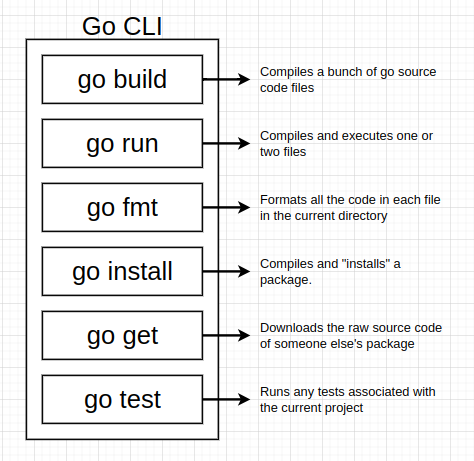 Go CLI
go build
Compiles a bunch of go source
code files
go run
Compiles and executes one or
two files
go fmt
Formats all the code in each file
in the current directory
go install
Compiles and "installs" a
package.
go get
Downloads the raw source code
of someone else's package
go test
Runs any tests associated with
the current project